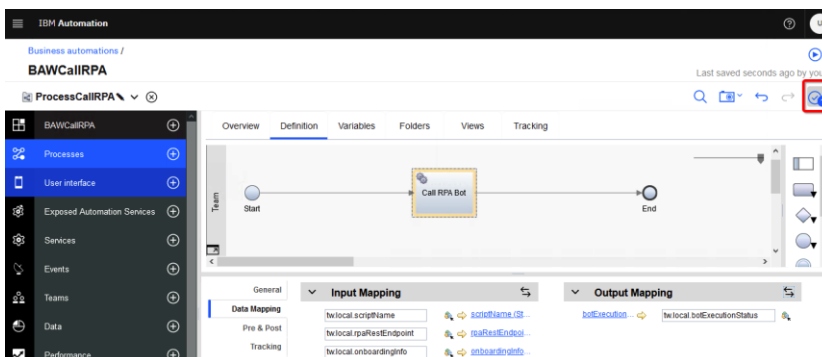 IBM Automation
Business automations /
BAWCallRPA
Last saved seconds ago by you
ProcessCallRPA
BAWCallRPA
Processes
User interface
Exposed Automation Services
Services
Events
Teams
Data
Performance
Overview Definition Variables Folders Views Tracking
Team
Start
Call RPA Bot
End
General
Data Mapping
Pre & Post
Tracking
Input Mapping
tw.local.scriptName scriptName (St...
tw.local.rpaRestEndpoint rpaRestEndpoi...
tw.local.onboardingInfo onboardingInfo...
Output Mapping
botExecution... tw.local.botExecutionStatus